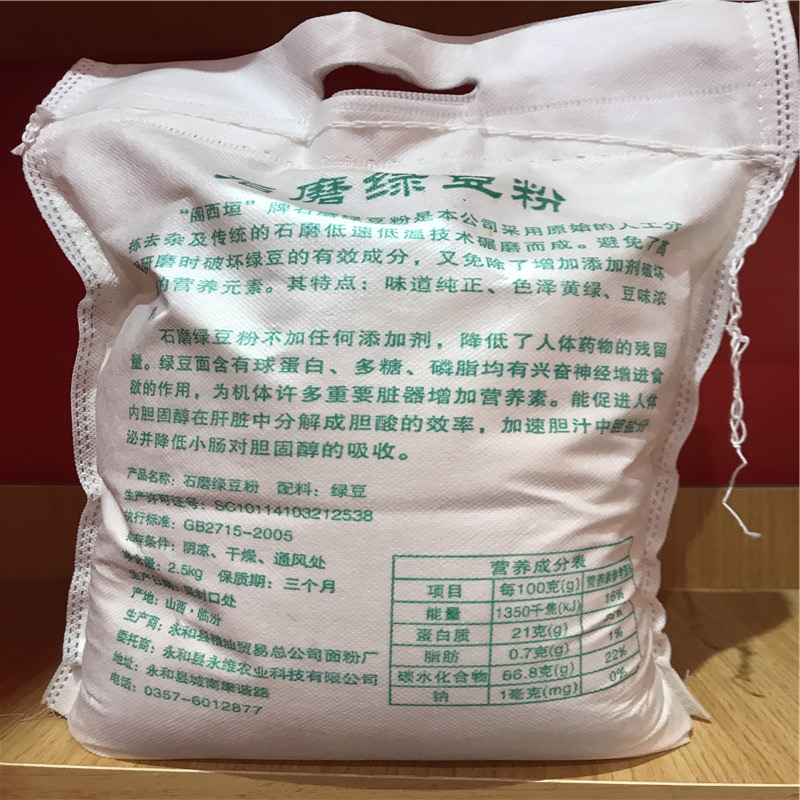 石磨绿豆粉
“阁西垣”牌石磨绿豆粉是本公司采用原始的人工分
拣去杂及传统的石磨低速低温技术碾磨而成。避免了高
研磨时破坏绿豆的有效成分，又免除了增加添加剂破坏
的营养元素。其特点：味道纯正、色泽黄绿、豆味浓
石磨绿豆粉不加任何添加剂，降低了人体药物的残留
量。绿豆面含有球蛋白、多糖、磷脂均有兴奋神经增进食
欲的作用，为机体许多重要脏器增加营养素。能促进人体
内胆固醇在肝脏中分解成胆酸的效率，加速胆汁中胆盐分
泌并降低小肠对胆固醇的吸收。
产品名称：石磨绿豆粉 配料：绿豆
生产许可证号：SC10114103212538
执行标准：GB2715-2005
条件：阴凉、干燥、通风处
净含量：2.5kg 保质期：三个月
生产日期：见封口处
产地：山西·临汾
生产商：永和县粮油贸易总公司面粉厂
委托商：永和县永维农业科技有限公司
地址：永和县城南
电话：0357-6012877
营养成分表
项目 每100克(g) 营养素参考值%
能量 1350千焦(kJ) 16%
蛋白质 21克(g)
脂肪 0.7克(g) 1%
碳水化合物 66.8克(g) 22%
钠 1毫克(mg) 0%